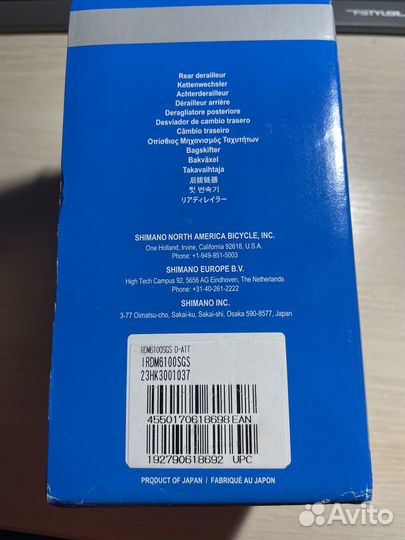 FSTYLER
Rear derailleur
Kettenwechsler
Achterderailleur
Dérailleur arrière
Deragliatore posteriore
Desviador de cambio trasero
Câmbio traseiro
Οπίσθιος Μηχανισμός Ταχυτήτων
Bagskifter
Bakväxel
Takavaihtaja
后拨链器
뒷 변속기
リアディレイラー
SHIMANO NORTH AMERICA BICYCLE, INC.
One Holland, Irvine, California 92618, U.S.A.
Phone: +1-949-951-5003
SHIMANO EUROPE B.V.
High Tech Campus 92, 5656 AG Eindhoven, The Netherlands
Phone: +31-40-261-2222
SHIMANO INC.
3-77 Oimatsu-cho, Sakai-ku, Sakai-shi, Osaka 590-8577, Japan
RDM6100SGS D-ATT
IRDM6100SGS
23HK3001037
4550170618698 EAN
192790618692 UPC
PRODUCT OF JAPAN / FABRIQUÉ AU JAPON
Avito